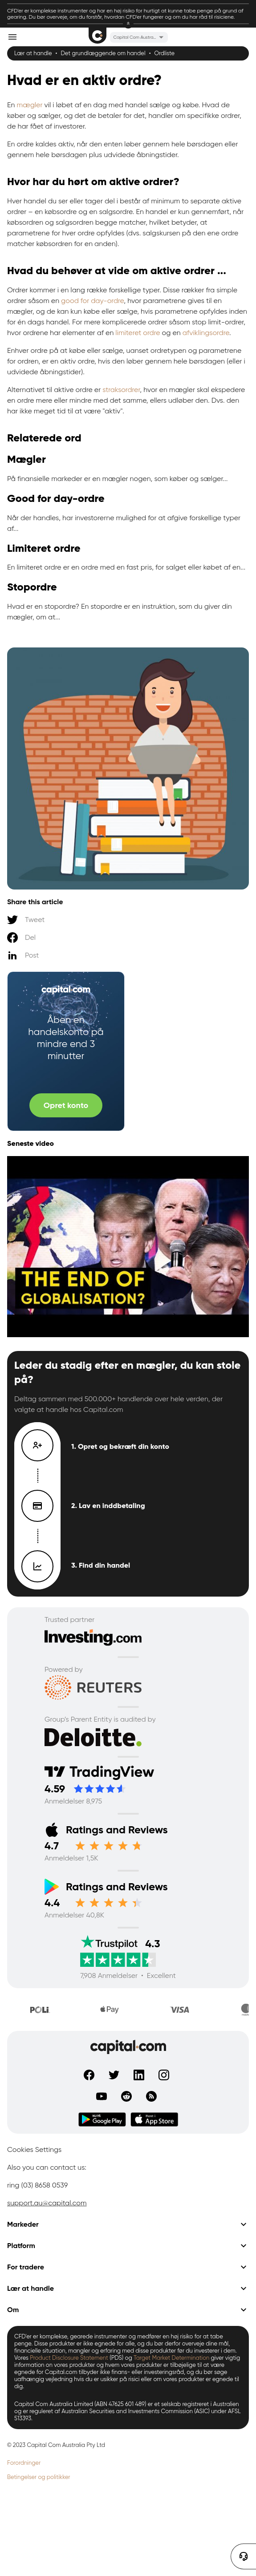 CFD'er er komplekse instrumenter og har en høj risiko for hurtigt at kunne tabe penge på grund af
gearing. Du bør overveje, om du forstår, hvordan CFD'er fungerer og om du har råd til risiciene.
Capital Com Austra...
Lær at handle • Det grundlæggende om handel • Ordliste
Hvad er en aktiv ordre?
En mægler vil i løbet af en dag med handel sælge og købe. Hvad de
køber og sælger, og det de betaler for det, handler om specifikke ordrer,
de har fået af investorer.
En ordre kaldes aktiv, når den enten løber gennem hele børsdagen eller
gennem hele børsdagen plus udvidede åbningstider.
Hvor har du hørt om aktive ordrer?
Hver handel du ser eller tager del i består af minimum to separate aktive
ordrer – en købsordre og en salgsordre. En handel er kun gennemført, når
købsordren og salgsordren begge matcher, hvilket betyder, at
parametrene for hver ordre opfyldes (dvs. salgskursen på den ene ordre
matcher købsordren for en anden).
Hvad du behøver at vide om aktive ordrer ...
Ordrer kommer i en lang række forskellige typer. Disse rækker fra simple
ordrer såsom en good for day-ordre, hvor parametrene gives til en
mægler, og de kan kun købe eller sælge, hvis parametrene opfyldes inden
for én dags handel. For mere komplicerede ordrer såsom stop limit-ordrer,
hvor ordrene har elementer af en limiteret ordre og en afviklingsordre.
Enhver ordre på at købe eller sælge, uanset ordretypen og parametrene
for ordren, er en aktiv ordre, hvis den løber gennem hele børsdagen (eller i
udvidede åbningstider).
Alternativet til aktive ordre er straksordrer, hvor en mægler skal ekspedere
en ordre mere eller mindre med det samme, ellers udløber den. Dvs. den
har ikke meget tid til at være "aktiv".
Relaterede ord
Mægler
På finansielle markeder er en mægler nogen, som køber og sælger...
Good for day-ordre
Når der handles, har investorerne mulighed for at afgive forskellige typer
af...
Limiteret ordre
En limiteret ordre er en ordre med en fast pris, for salget eller købet af en...
Stopordre
Hvad er en stopordre? En stopordre er en instruktion, som du giver din
mægler, om at...
Share this article
Tweet
Del
Post
capital.com
Åben en
handelskonto på
mindre end 3
minutter
Opret konto
Seneste video
THE END OF
GLOBALISATION?
Leder du stadig efter en mægler, du kan stole
på?
Deltag sammen med 500.000+ handlende over hele verden, der
valgte at handle hos Capital.com
1. Opret og bekræft din konto
2. Lav en inddbetaling
3. Find din handel
Trusted partner
Investing.com
Powered by
REUTERS
Group's Parent Entity is audited by
Deloitte.
TradingView
4.59
Anmeldelser 8,975
Ratings and Reviews
4.7
Anmeldelser 1,5K
Ratings and Reviews
4.4
Anmeldelser 40,8K
Trustpilot 4.3
7,908 Anmeldelser • Excellent
POLi
Pay
VISA
capital.com
Google Play
App Store
Cookies Settings
Also you can contact us:
ring (03) 8658 0539
support.au@capital.com
Markeder
Platform
For tradere
Lær at handle
Om
CFD'er er komplekse, gearede instrumenter og medfører en høj risiko for at tabe
penge. Disse produkter er ikke egnede for alle, og du bør derfor overveje dine mål,
finansielle situation, mangler og erfaring med disse produkter før du investerer i dem.
Vores Product Disclosure Statement (PDS) og Target Market Determination giver vigtig
information on vores produkter og hvem vores produkter er tilbøjelige til at være
egnede for Capital.com tilbyder ikke finans- eller investeringsråd, og du bør søge
uafhængig vejledning hvis du er usikker på risici eller om vores produkter er egnede til
dig.
Capital Com Australia Limited (ABN 47625 601 489) er et selskab registreret i Australien
og er reguleret af Australian Securities and Investments Commission (ASIC) under AFSL
513393.
© 2023 Capital Com Australia Pty Ltd
Forordninger
Betingelser og politikker